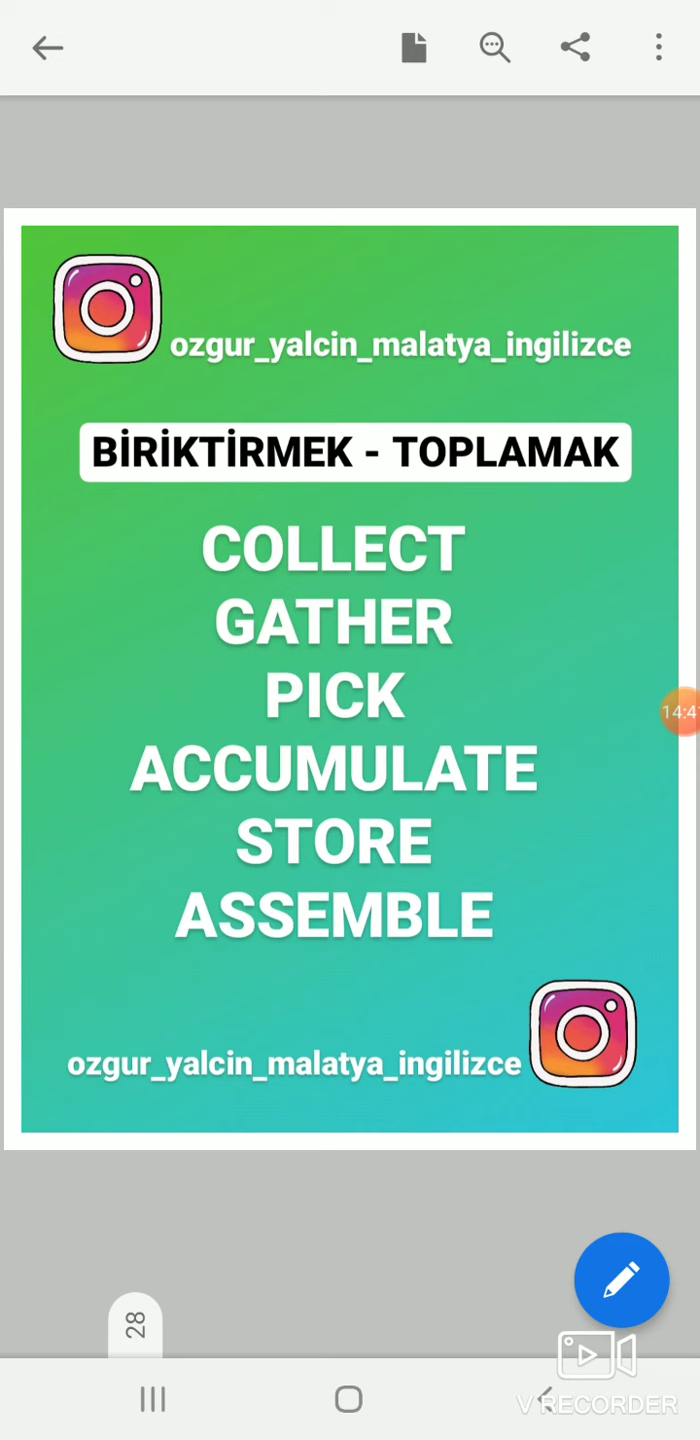 ozgur_yalcin_malatya_ingilizce
BİRİKTİRMEK - TOPLAMAK
COLLECT
GATHER
PICK
ACCUMULATE
STORE
ASSEMBLE
ozgur_yalcin_malatya_ingilizce
28
V RECORDER